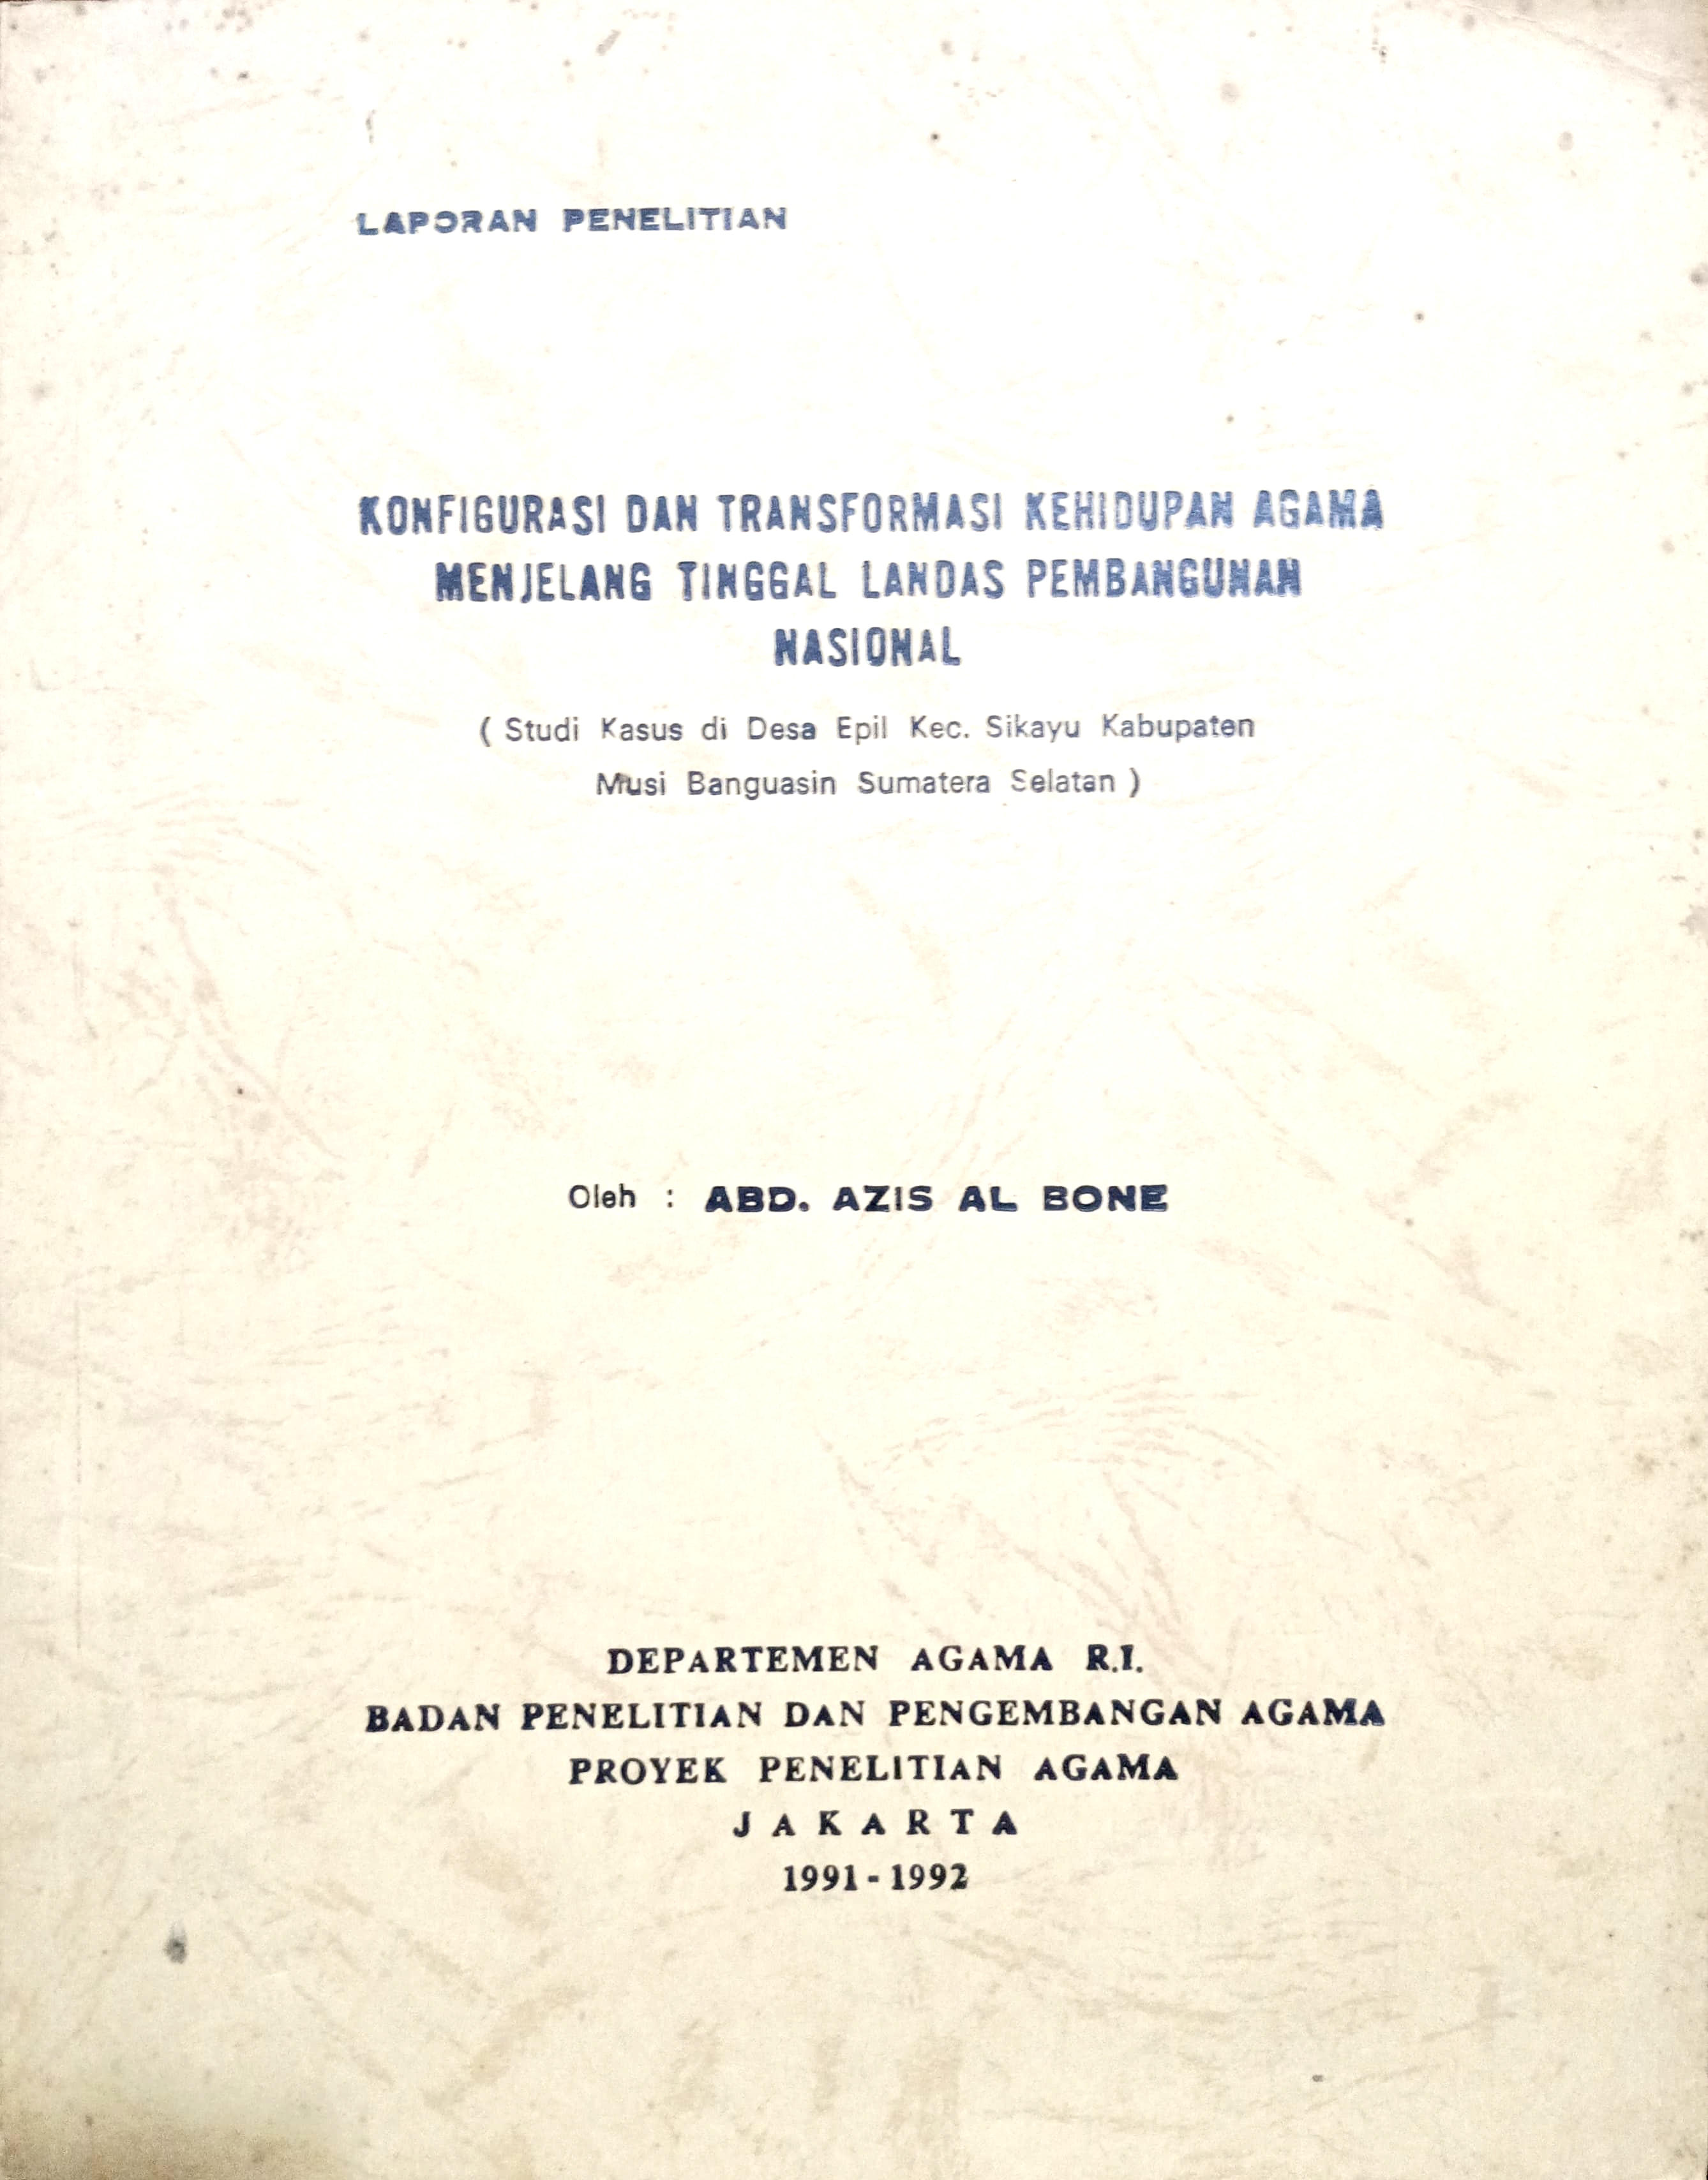 LAPORAN PENELITIAN
KONFIGURASI DAN TRANSFORMASI KEHIDUPAN AGAMA
MENJELANG TINGGAL LANDAS PEMBANGUNAN
NASIONAL
( Studi Kasus di Desa Epil Kec. Sikayu Kabupaten
Musi Banguasin Sumatera Selatan )
Oleh : ABD. AZIS AL BONE
DEPARTEMEN AGAMA R.I.
BADAN PENELITIAN DAN PENGEMBANGAN AGAMA
PROYEK PENELITIAN AGAMA
J A K A R T A
1991 - 1992